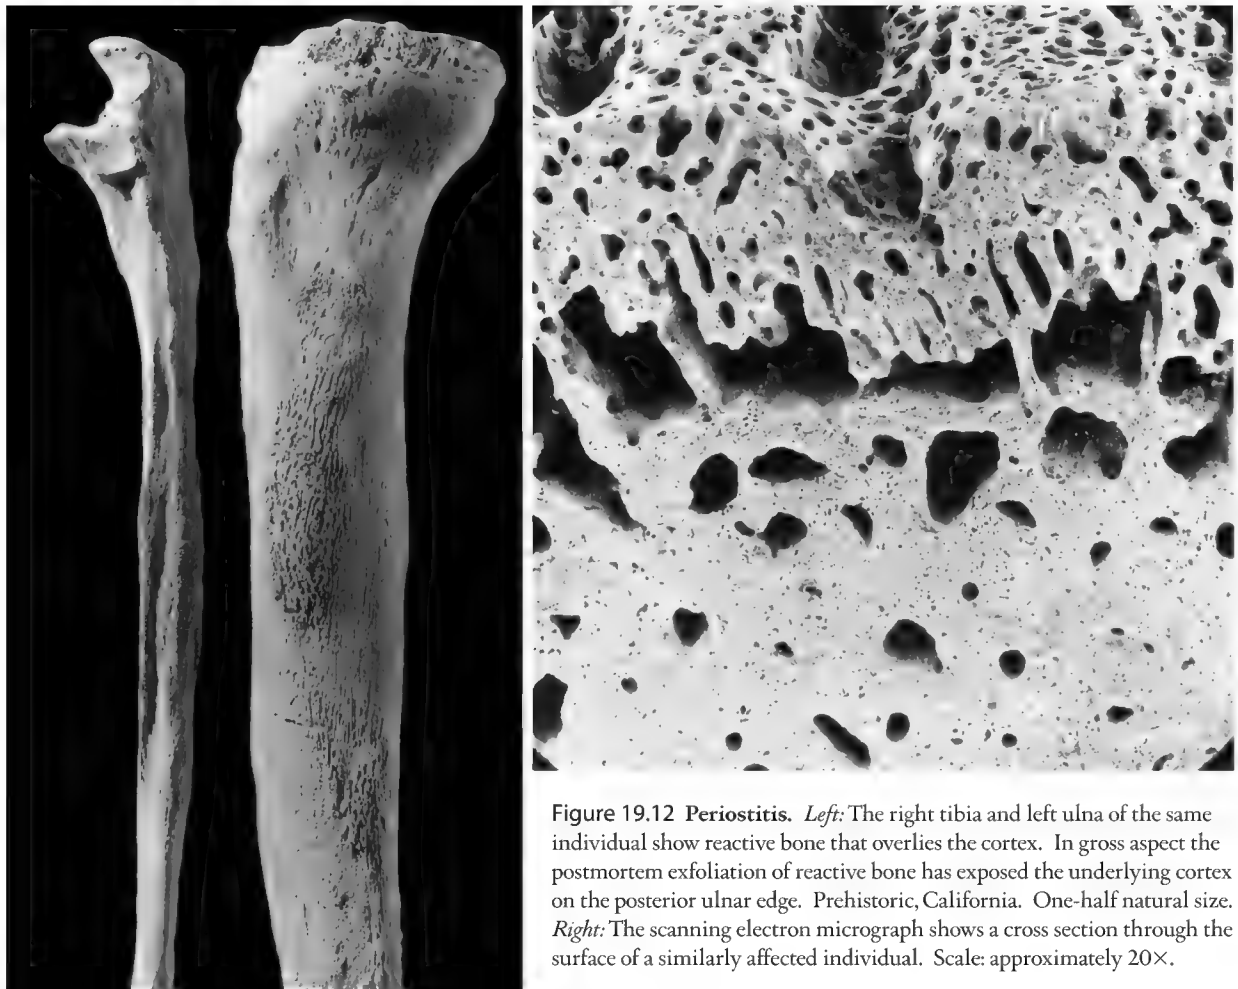 Figure 19.12 Periostitis. Left: The right tibia and left ulna of the same
individual show reactive bone that overlies the cortex. In gross aspect the
postmortem exfoliation of reactive bone has exposed the underlying cortex
on the posterior ulnar edge. Prehistoric, California. One-half natural size.
Right: The scanning electron micrograph shows a cross section through the
surface of a similarly affected individual. Scale: approximately 20×.